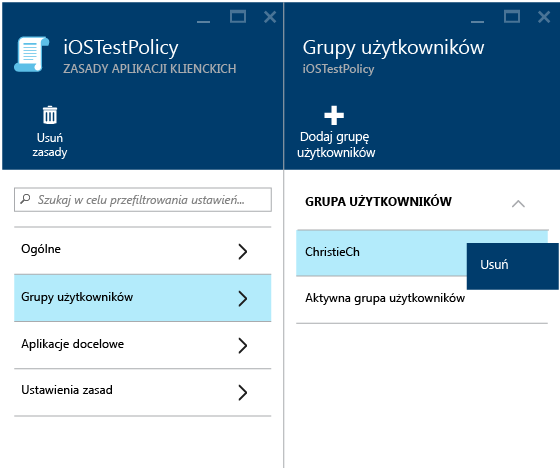 iOSTestPolicy
ZASADY APLIKACJI KLIENCKICH
Usuń
zasady
Szukaj w celu przefiltrowania ustawień...
Ogólne
Grupy użytkowników
Aplikacje docelowe
Ustawienia zasad
Grupy użytkowników
iOSTestPolicy
Dodaj grupę
użytkowników
GRUPA UŻYTKOWNIKÓW
ChristieCh
Usuń
Aktywna grupa użytkowników